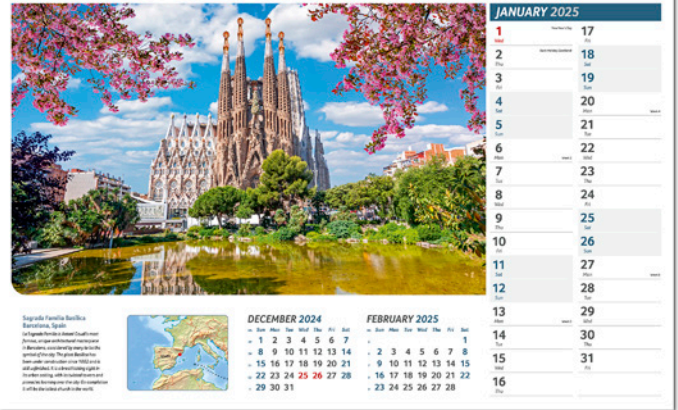 JANUARY 2025
1
Wed
2
Thu
3
Fri
4
Sat
5
Sun
6
Mon
7
Tue
8
Wed
9
Thu
10
Fri
11
Sat
12
Sun
13
Mon
14
Tue
15
Wed
16
Thu
17
Fri
18
Sat
19
Sun
20
Mon
21
Tue
22
Wed
23
Thu
24
Fri
25
Sat
26
Sun
27
Mon
28
Tue
29
Wed
30
Thu
31
Fri
Sagrada Familia Basilica
Barcelona, Spain
DECEMBER 2024
Sun Mon Tue Wed Thu Fri Sat
1 2 3 4 5 6 7
8 9 10 11 12 13 14
15 16 17 18 19 20 21
22 23 24 25 26 27 28
29 30 31
FEBRUARY 2025
Sun Mon Tue Wed Thu Fri Sat
1
2 3 4 5 6 7 8
9 10 11 12 13 14 15
16 17 18 19 20 21 22
23 24 25 26 27 28